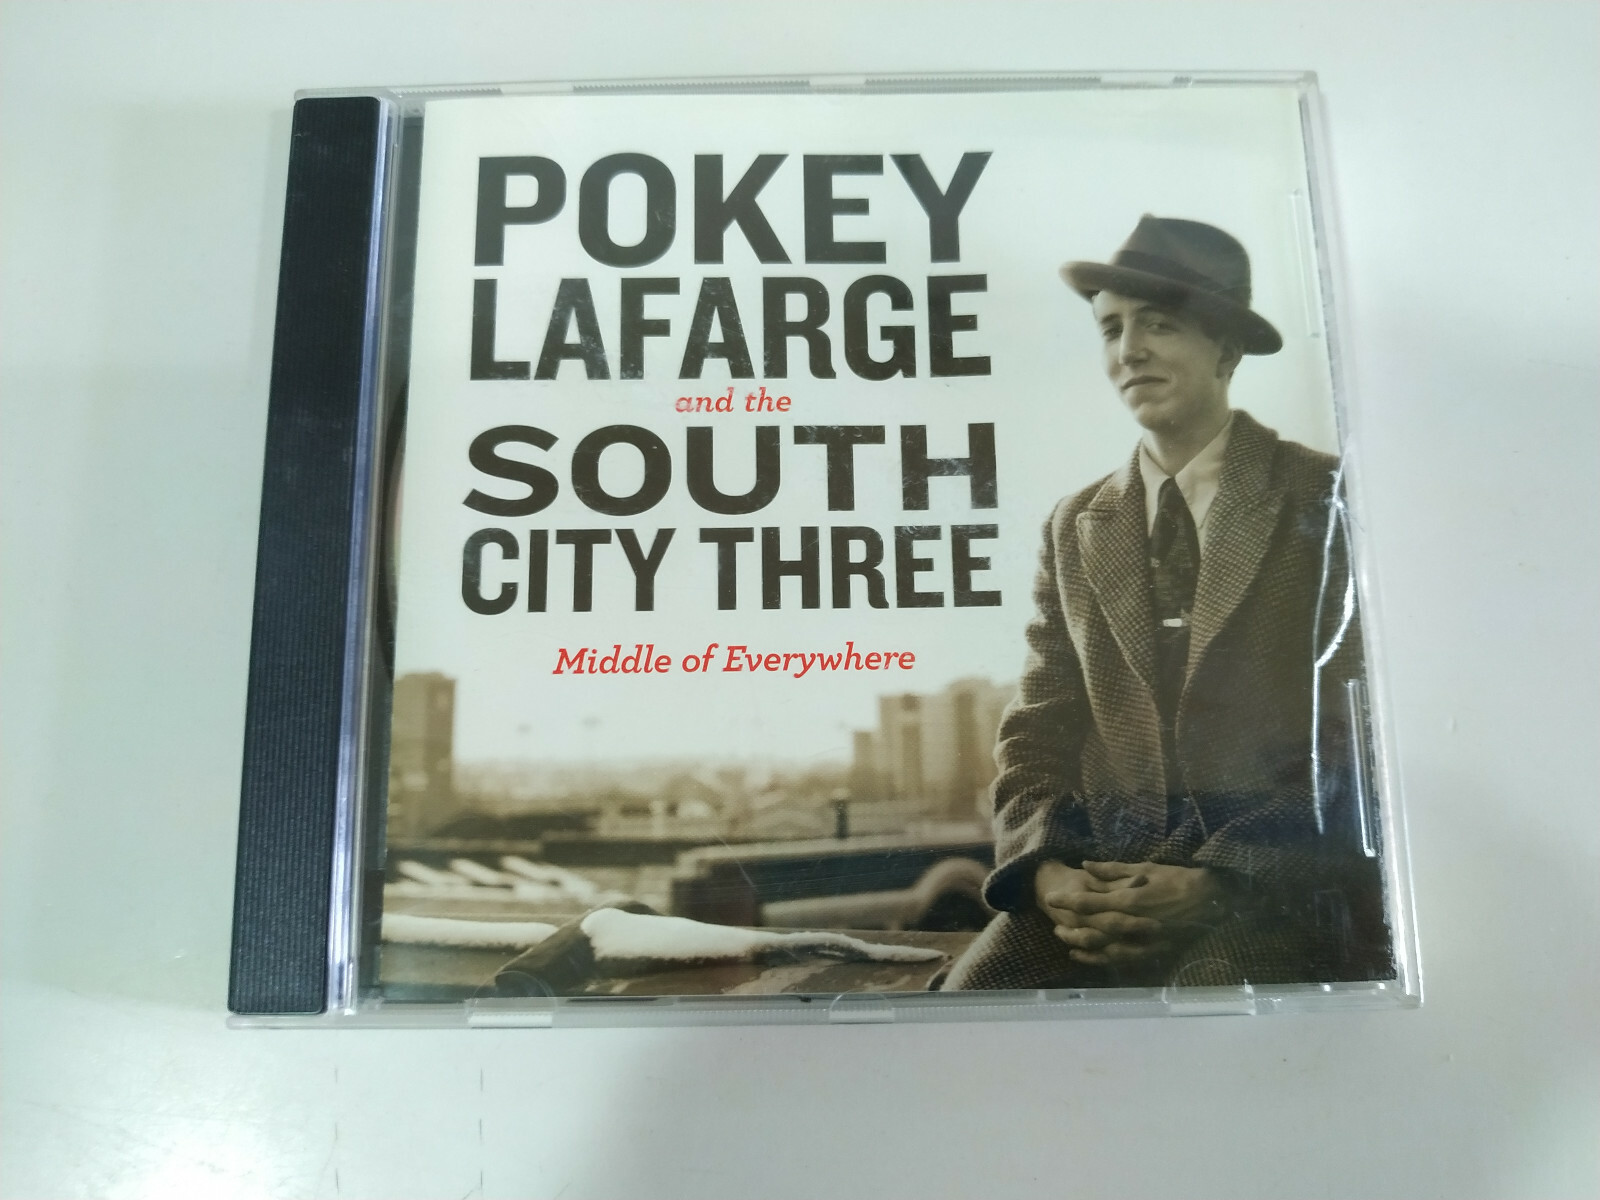 POKEY
LAFARGE
and the
SOUTH
CITY THREE
Middle of Everywhere